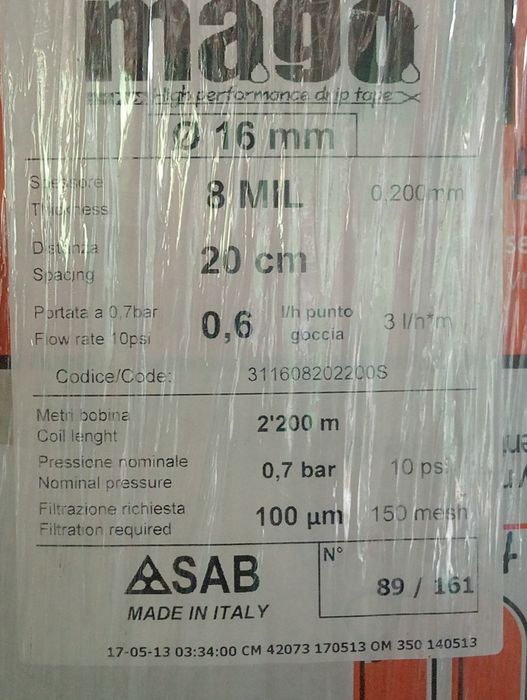 maga
High performance drip tape
Ø 16 mm
Spessore
Thickness
8 MIL
0,200mm
Distanza
Spacing
20 cm
Portata a 0,7bar
Flow rate 10psi
0,6
l/h punto
goccia
3 l/h*m
Codice/Code:
311608202200S
Metri bobina
Coil lenght
2'200 m
Pressione nominale
Nominal pressure
0,7 bar
10 psi
Filtrazione richiesta
Filtration required
100 µm
150 mesh
SAB
MADE IN ITALY
N°
89 / 161
17-05-13 03:34:00 CM 42073 170513 OM 350 140513